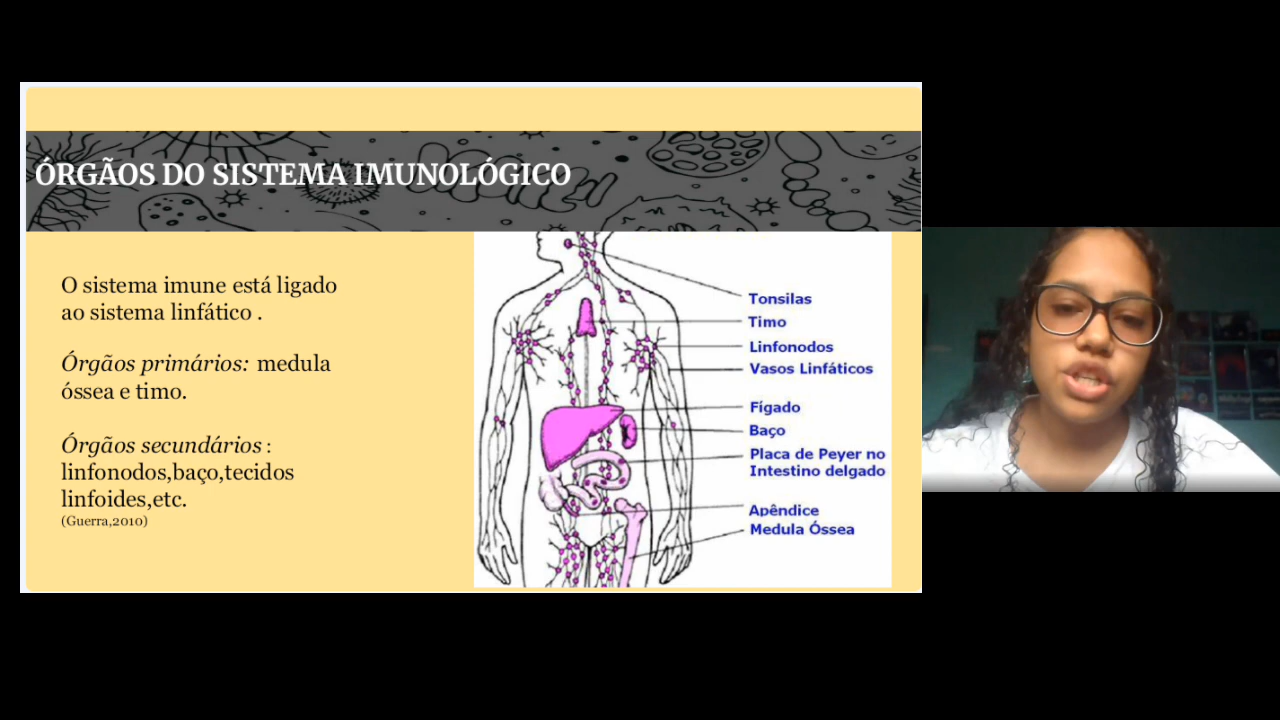 ÓRGÃOS DO SISTEMA IMUNOLÓGICO
O sistema imune está ligado
ao sistema linfático .
Órgãos primários: medula
óssea e timo.
Órgãos secundários :
linfonodos,baço,tecidos
linfoides,etc.
(Guerra,2010)
Tonsilas
Timo
Linfonodos
Vasos Linfáticos
Fígado
Baço
Placa de Peyer no
Intestino delgado
Apêndice
Medula Óssea